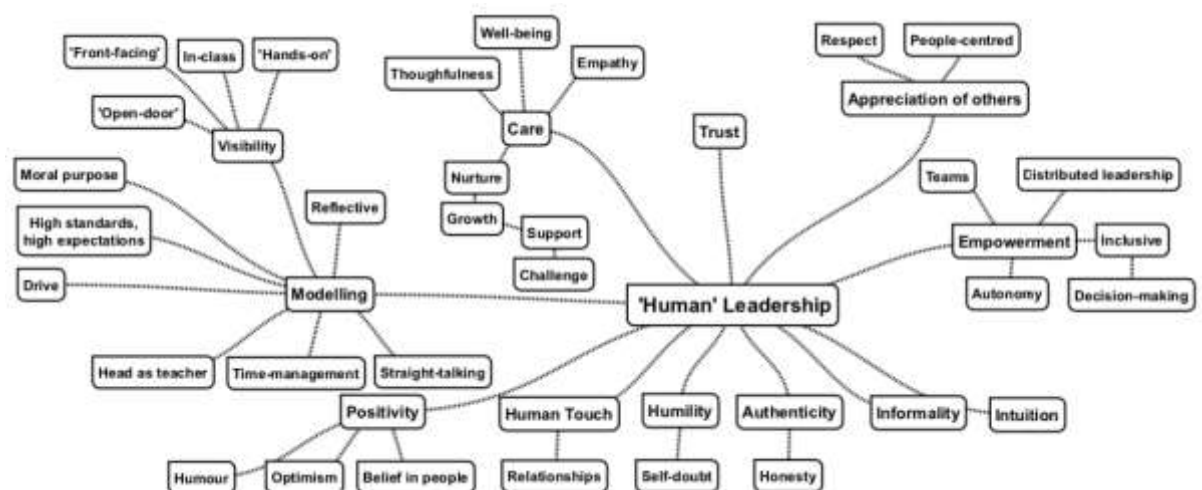 Well-being
Respect
People-centred
'Front-facing'
In-class
'Hands-on'
Empathy
Thoughtfulness
Appreciation of others
'Open-door'
Care
Trust
Visibility
Moral purpose
Nurture
Teams
Distributed leadership
Reflective
Growth
High standards,
high expectations
Support
Empowerment
Inclusive
Drive
Modelling
Challenge
Autonomy
Decision-making
'Human' Leadership
Head as teacher
Time-management
Straight-talking
Positivity
Human Touch
Humility
Authenticity
Informality
Intuition
Humour
Optimism
Belief in people
Relationships
Self-doubt
Honesty